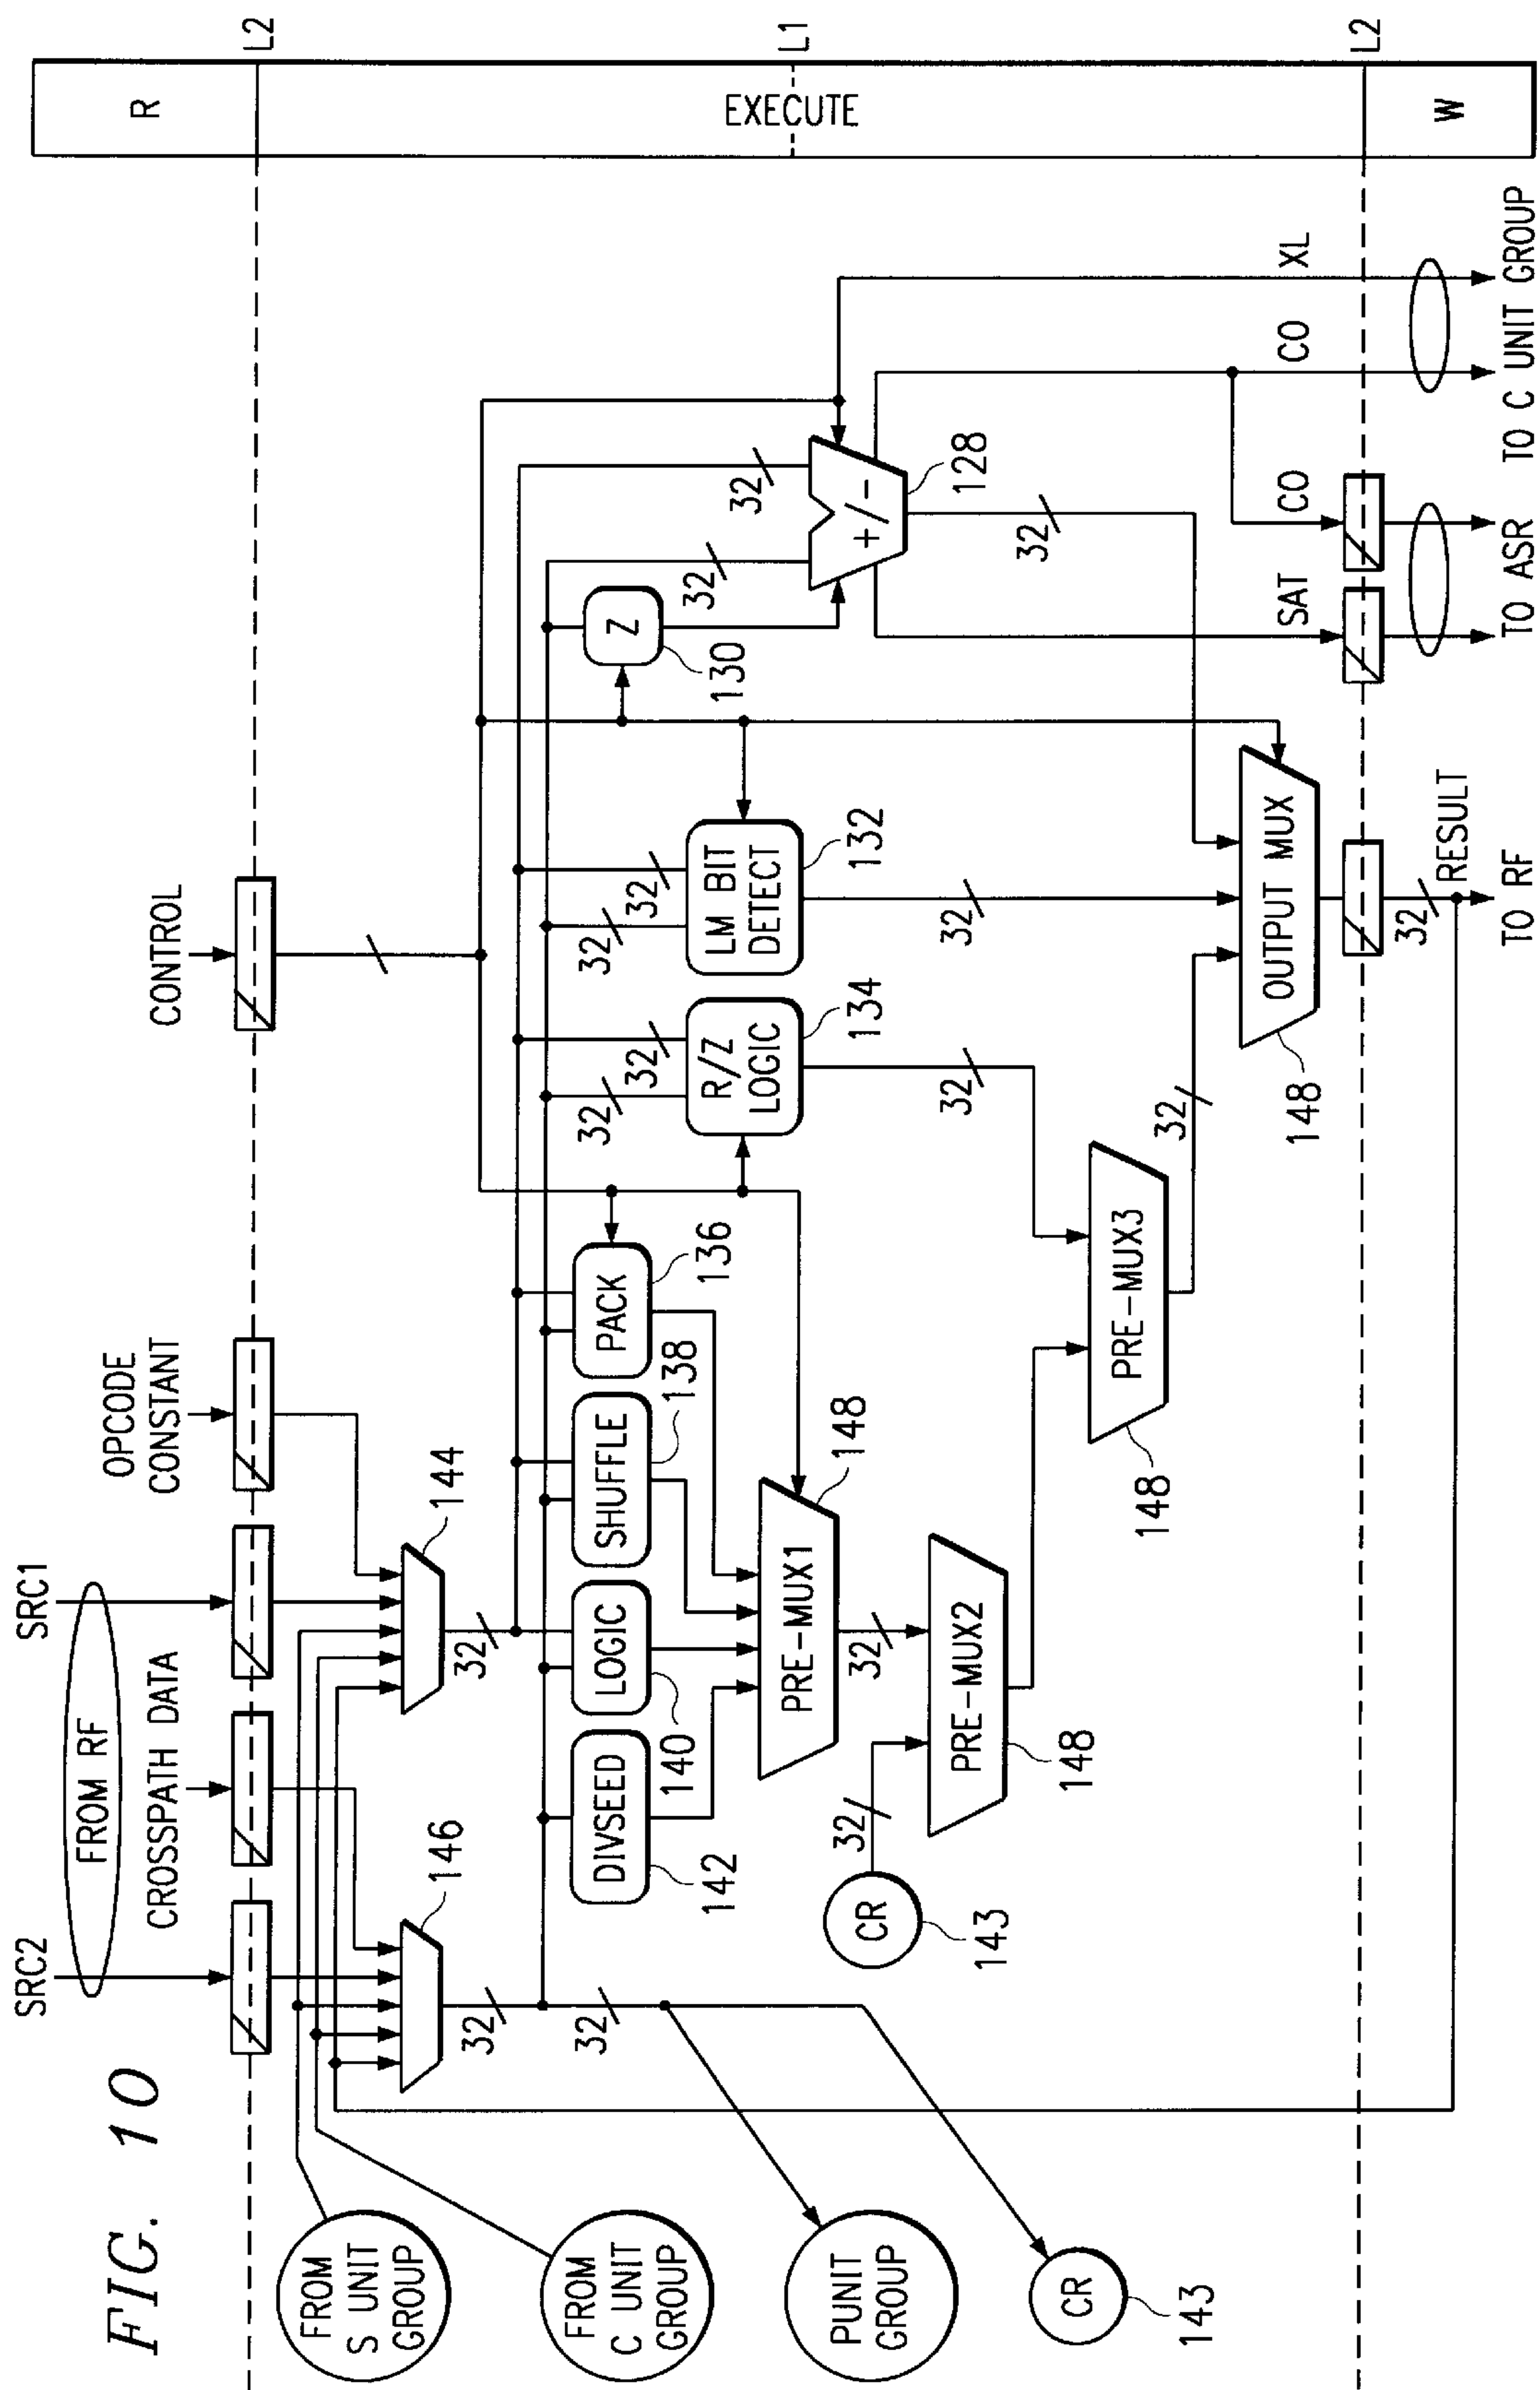 FIG. 10
SRC2
SRC1
FROM RF
CROSSPATH DATA
OPCODE
CONSTANT
CONTROL
R
L2
EXECUTE
L1
L2
W
FROM
S UNIT
GROUP
FROM
C UNIT
GROUP
PUNIT
GROUP
CR
143
146
144
32
32
32
DIVSEED
142
LOGIC
140
SHUFFLE
138
PACK
136
32
32
R/Z
LOGIC
134
32
32
LM BIT
DETECT
132
Z
130
32
32
+/-
128
PRE-MUX1
148
32
CR
143
32
PRE-MUX2
148
PRE-MUX3
148
32
32
32
32
OUTPUT MUX
148
SAT
CO
CO
XL
32
RESULT
TO RF
TO ASR
TO C UNIT GROUP